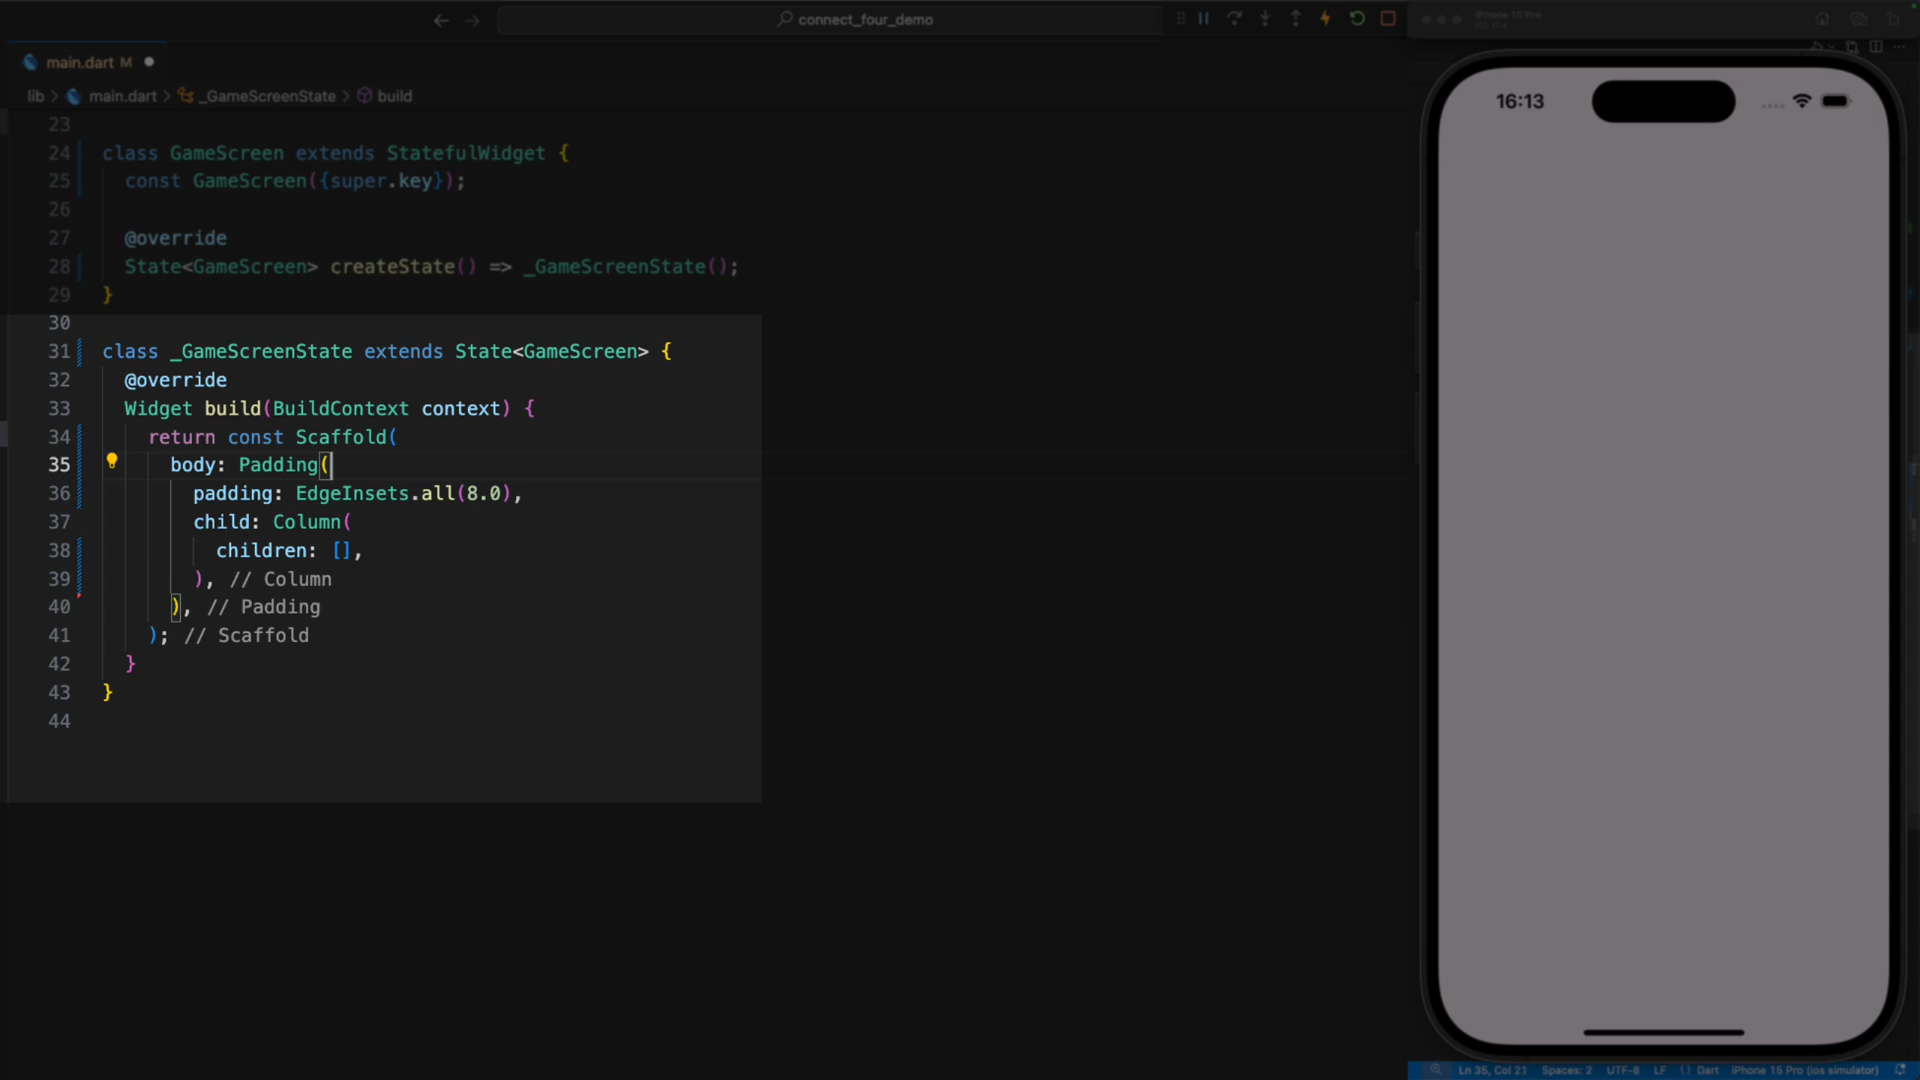 connect_four_demo
iPhone 15 Pro
main.dart M
lib > main.dart > _GameScreenState > build
16:13
23
24 class GameScreen extends StatefulWidget {
25 const GameScreen({super.key});
26
27 @override
28 State<GameScreen> createState() => _GameScreenState();
29 }
30
31 class _GameScreenState extends State<GameScreen> {
32 @override
33 Widget build(BuildContext context) {
34 return const Scaffold(
35 body: Padding(
36 padding: EdgeInsets.all(8.0),
37 child: Column(
38 children: [],
39 ), // Column
40 ), // Padding
41 ); // Scaffold
42 }
43 }
44
Ln 35, Col 21 Spaces: 2 UTF-8 LF {} Dart iPhone 15 Pro (ios simulator)